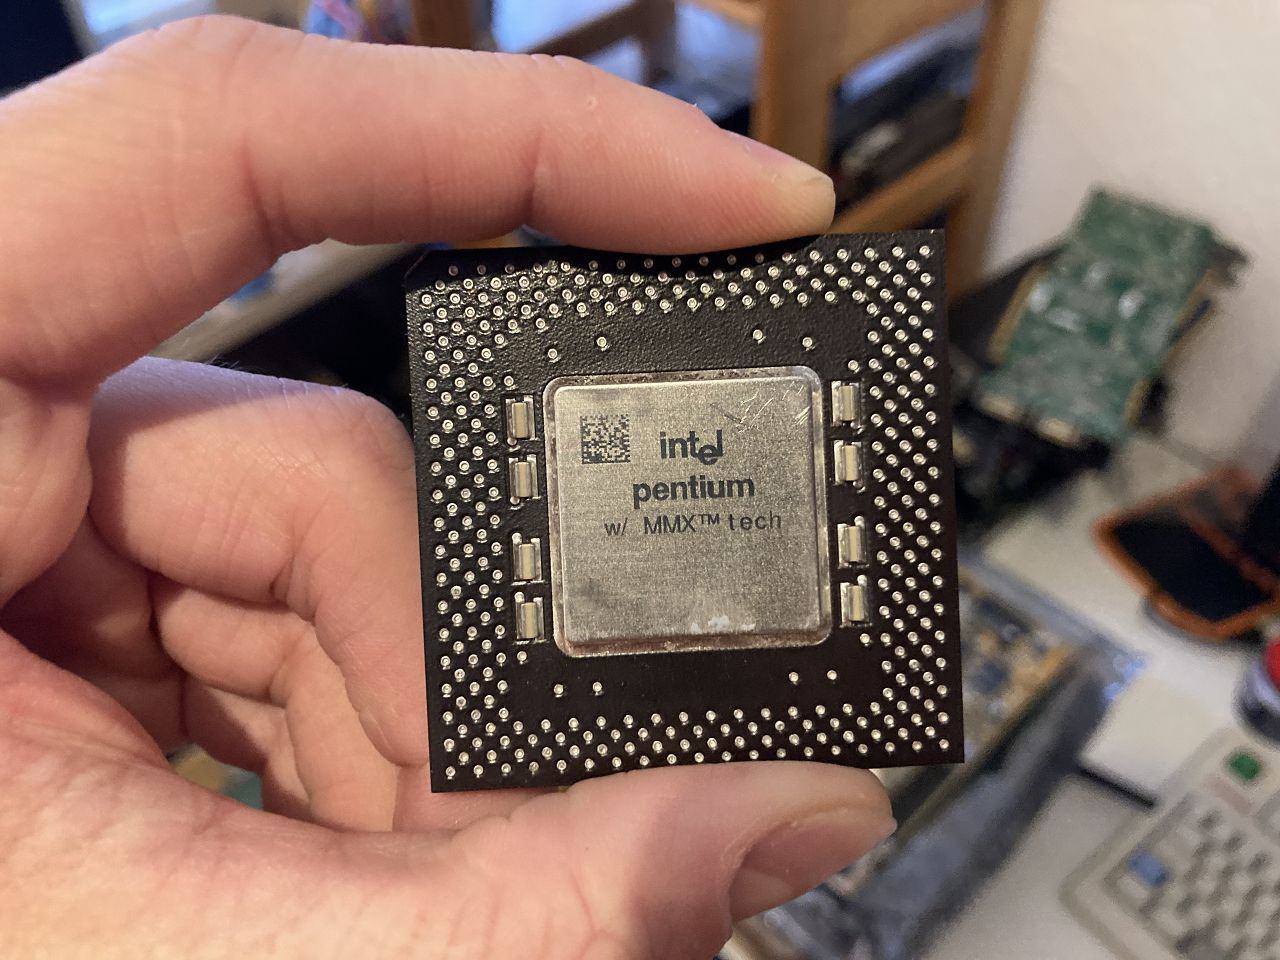 intel
pentium
w/ MMX™ tech